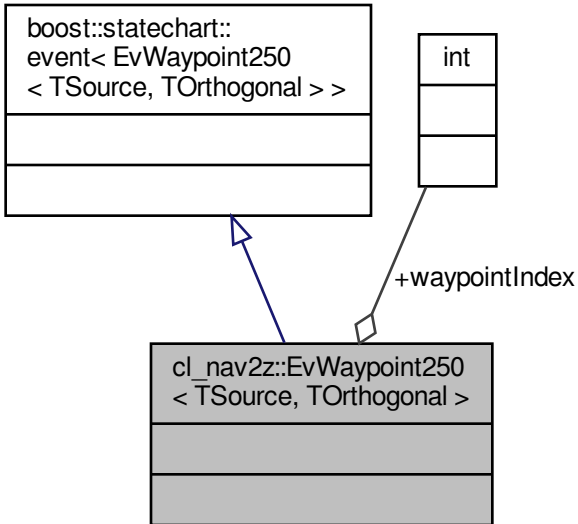 boost::statechart::
event< EvWaypoint250
< TSource, TOrthogonal > >
int
+waypointIndex
cl_nav2z::EvWaypoint250
< TSource, TOrthogonal >